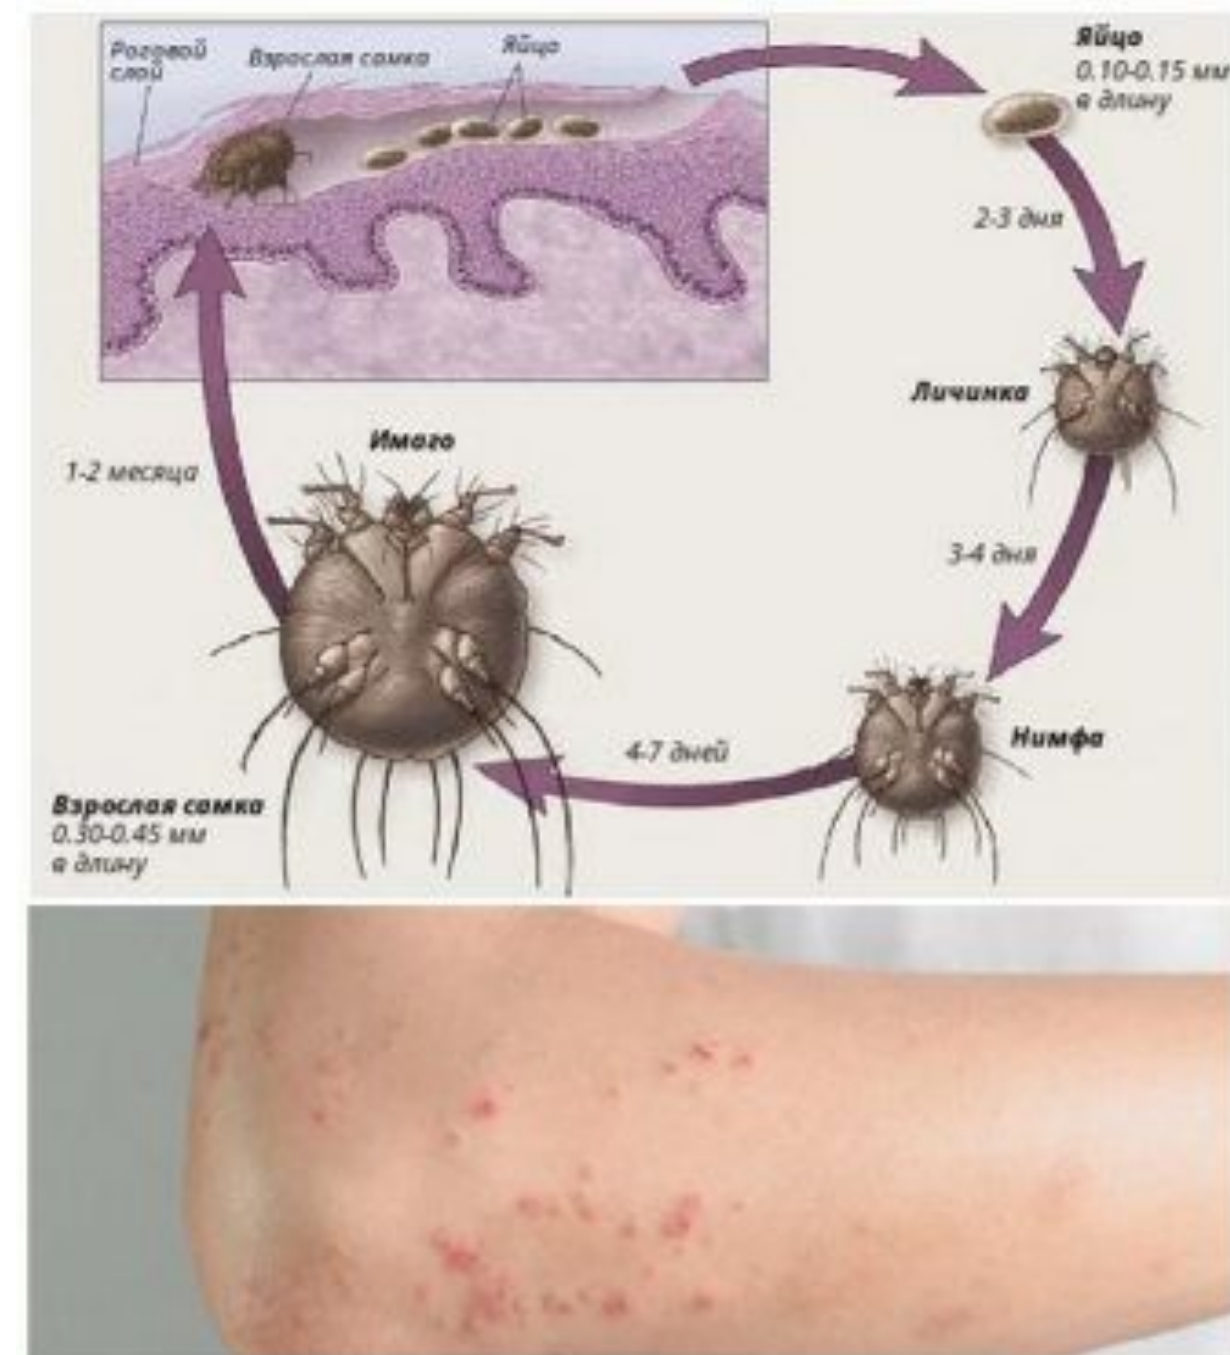 Роговой
слой
Взрослая самка
Яйца
Яйцо
0.10-0.15 мм
в длину
2-3 дня
Личинка
3-4 дня
Имаго
1-2 месяца
Нимфа
4-7 дней
Взрослая самка
0.30-0.45 мм
в длину